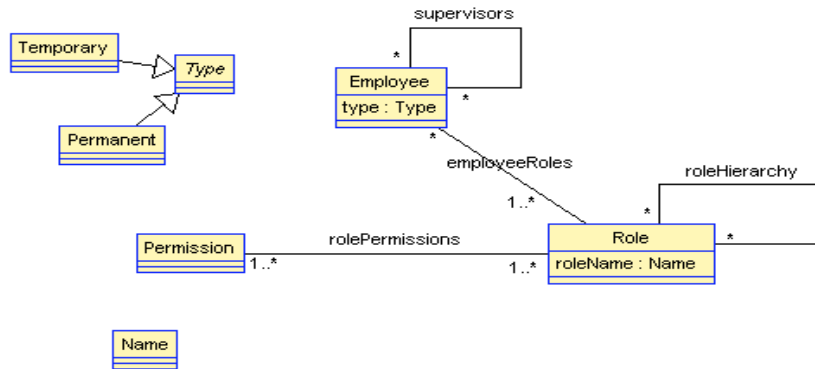 supervisors
*
Temporary
Type
Employee
*
type : Type
*
Permanent
employeeRoles
roleHierarchy
1..*
*
Permission
rolePermissions
Role
*
1..*
1..*
roleName : Name
Name